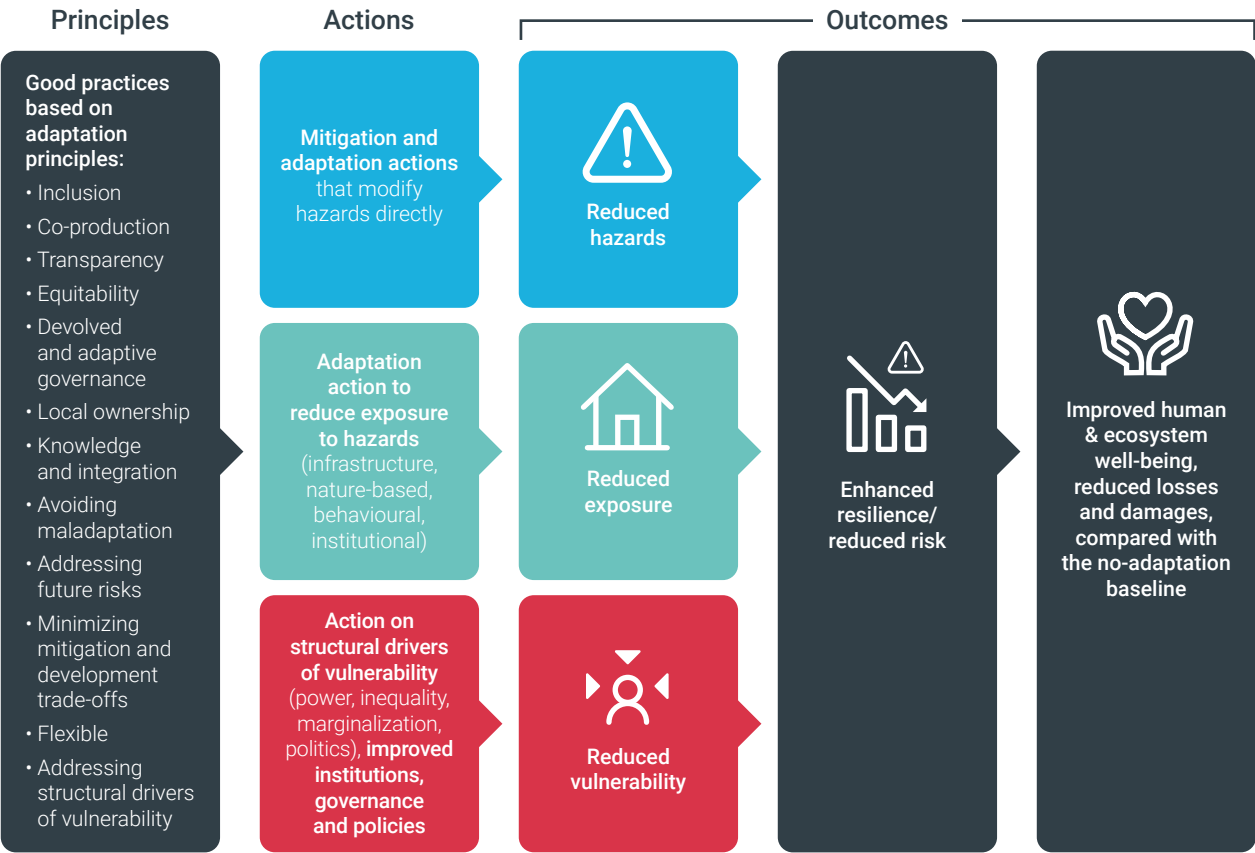 Principles
Actions
Outcomes
Good practices
based on
adaptation
principles:
• Inclusion
• Co-production
• Transparency
• Equitability
• Devolved
and adaptive
governance
• Local ownership
• Knowledge
and integration
• Avoiding
maladaptation
• Addressing
future risks
• Minimizing
mitigation and
development
trade-offs
• Flexible
• Addressing
structural drivers
of vulnerability
Mitigation and
adaptation actions
that modify
hazards directly
Reduced
hazards
Adaptation
action to
reduce exposure
to hazards
(infrastructure,
nature-based,
behavioural,
institutional)
Reduced
exposure
Action on
structural drivers
of vulnerability
(power, inequality,
marginalization,
politics), improved
institutions,
governance
and policies
Reduced
vulnerability
Enhanced
resilience/
reduced risk
Improved human
& ecosystem
well-being,
reduced losses
and damages,
compared with
the no-adaptation
baseline